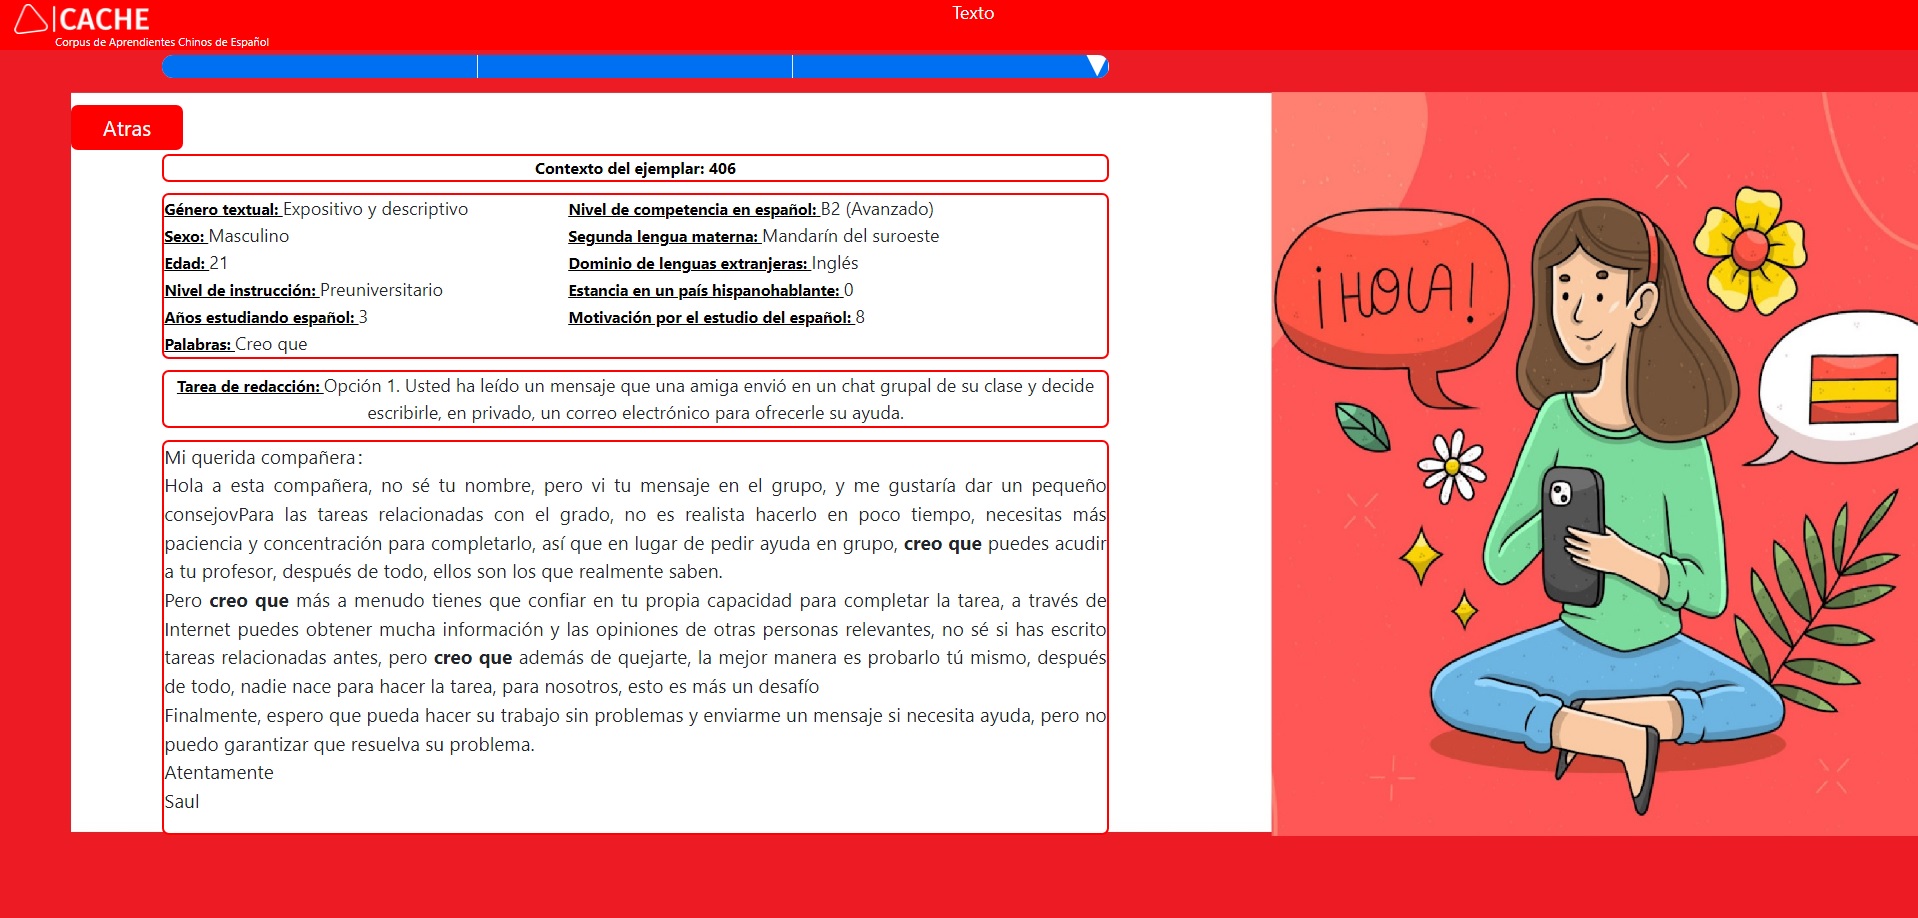 CACHE
Corpus de Aprendientes Chinos de Español
Texto
Atras
Contexto del ejemplar: 406
Género textual: Expositivo y descriptivo
Sexo: Masculino
Edad: 21
Nivel de instrucción: Preuniversitario
Años estudiando español: 3
Palabras: Creo que
Nivel de competencia en español: B2 (Avanzado)
Segunda lengua materna: Mandarín del suroeste
Dominio de lenguas extranjeras: Inglés
Estancia en un país hispanohablante: 0
Motivación por el estudio del español: 8
Tarea de redacción: Opción 1. Usted ha leído un mensaje que una amiga envió en un chat grupal de su clase y decide
escribirle, en privado, un correo electrónico para ofrecerle su ayuda.
Mi querida compañera：
Hola a esta compañera, no sé tu nombre, pero vi tu mensaje en el grupo, y me gustaría dar un pequeño
consejovPara las tareas relacionadas con el grado, no es realista hacerlo en poco tiempo, necesitas más
paciencia y concentración para completarlo, así que en lugar de pedir ayuda en grupo, creo que puedes acudir
a tu profesor, después de todo, ellos son los que realmente saben.
Pero creo que más a menudo tienes que confiar en tu propia capacidad para completar la tarea, a través de
Internet puedes obtener mucha información y las opiniones de otras personas relevantes, no sé si has escrito
tareas relacionadas antes, pero creo que además de quejarte, la mejor manera es probarlo tú mismo, después
de todo, nadie nace para hacer la tarea, para nosotros, esto es más un desafío
Finalmente, espero que pueda hacer su trabajo sin problemas y enviarme un mensaje si necesita ayuda, pero no
puedo garantizar que resuelva su problema.
Atentamente
Saul
¡HOLA!